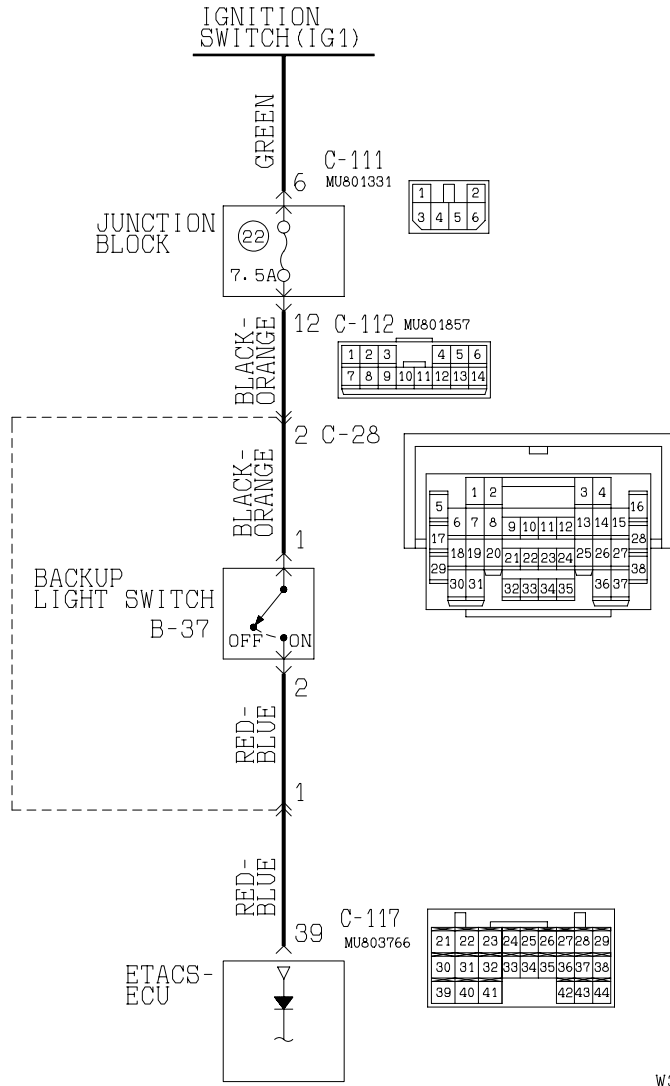 IGNITION
SWITCH(IG1)
GREEN
6 C-111
MU801331
1 2
3 4 5 6
JUNCTION
BLOCK
22
7.5A
12 C-112 MU801857
1 2 3 4 5 6
7 8 9 10 11 12 13 14
BLACK-
ORANGE
2 C-28
BLACK-
ORANGE
1
1 2 3 4
5 16
6 7 8 9 10 11 12 13 14 15
17 28
18 19 20 21 22 23 24 25 26 27
29 38
30 31 32 33 34 35 36 37
BACKUP
LIGHT SWITCH
B-37
OFF ON
2
RED-
BLUE
1
RED-
BLUE
39 C-117
MU803766
21 22 23 24 25 26 27 28 29
30 31 32 33 34 35 36 37 38
39 40 41 42 43 44
ETACS-
ECU